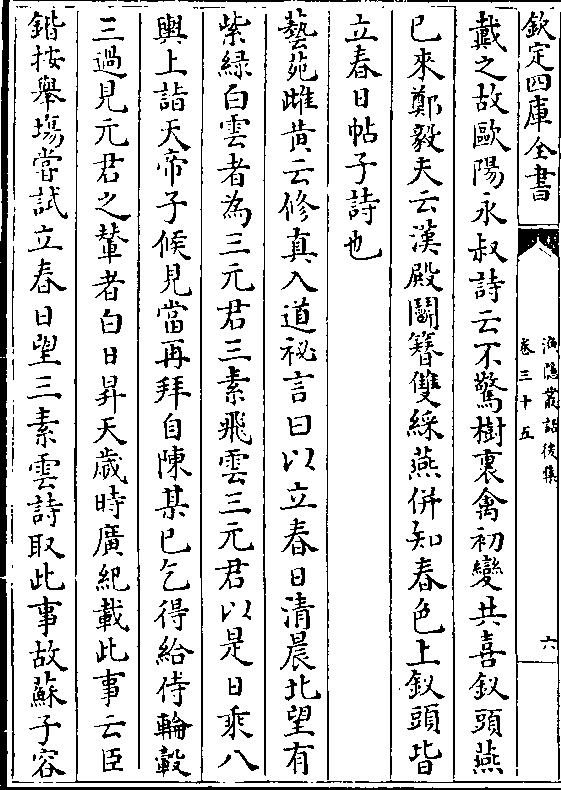 欽定四庫全書
漁隱叢話後集
卷三十五
六
戴之故歐陽永叔詩云不驚樹裏禽初變共喜釵頭燕
已來鄭毅夫云漢殿鬭簪雙綵燕併知春色上釵頭皆
立春日帖子詩也
藝苑雌黄云修真入道秘言曰以立春日清晨北望有
紫綠白雲者為三元君三素飛雲三元君以是日乘八
輿上詣天帝子候見當再拜自陳某已乞得給侍輪轂
三過見元君之輦者白日昇天歲時廣紀載此事云臣
鍇按舉塲嘗試立春日望三素雲詩取此事故蘇子容